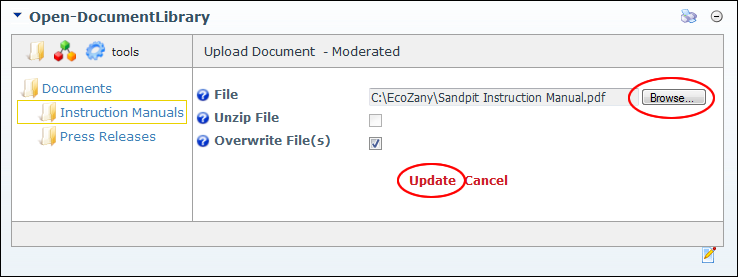 Open-DocumentLibrary
tools
Upload Document - Moderated
Documents
Instruction Manuals
Press Releases
File C:\EcoZany\Sandpit Instruction Manual.pdf Browse...
Unzip File
Overwrite File(s)
Update Cancel